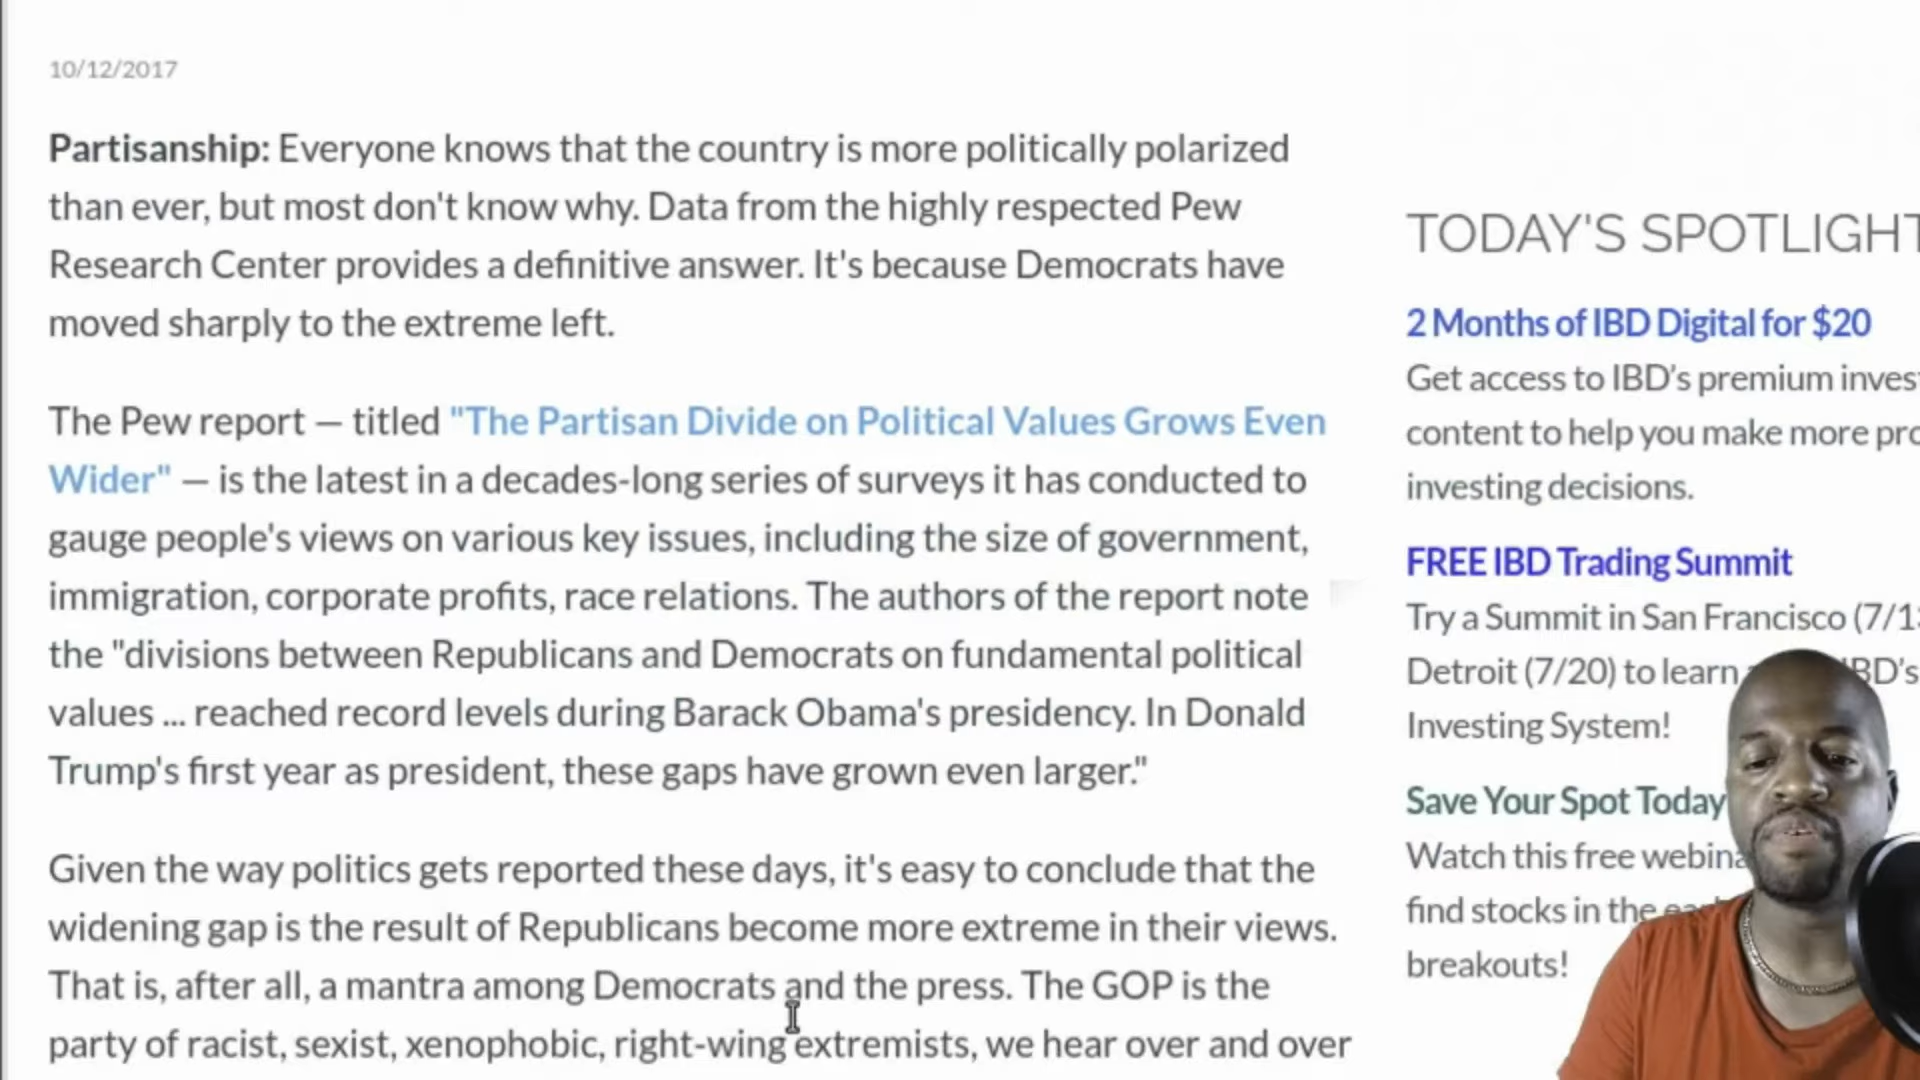 10/12/2017
Partisanship: Everyone knows that the country is more politically polarized
than ever, but most don't know why. Data from the highly respected Pew
Research Center provides a definitive answer. It's because Democrats have
moved sharply to the extreme left.
The Pew report — titled "The Partisan Divide on Political Values Grows Even
Wider" — is the latest in a decades-long series of surveys it has conducted to
gauge people's views on various key issues, including the size of government,
immigration, corporate profits, race relations. The authors of the report note
the "divisions between Republicans and Democrats on fundamental political
values ... reached record levels during Barack Obama's presidency. In Donald
Trump's first year as president, these gaps have grown even larger."
Given the way politics gets reported these days, it's easy to conclude that the
widening gap is the result of Republicans become more extreme in their views.
That is, after all, a mantra among Democrats and the press. The GOP is the
party of racist, sexist, xenophobic, right-wing extremists, we hear over and over
TODAY'S SPOTLIGHT
2 Months of IBD Digital for $20
Get access to IBD's premium
content to help you make more
investing decisions.
FREE IBD Trading Summit
Try a Summit in San Francisco
Detroit (7/20) to learn IBD's
Investing System!
Save Your Spot Today
Watch this free
find stocks in the
breakouts!